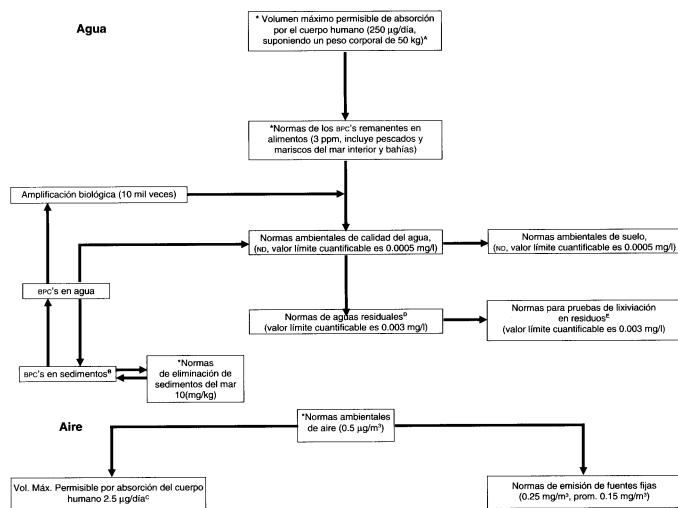 Agua
* Volumen máximo permisible de absorción
por el cuerpo humano (250 µg/día,
suponiendo un peso corporal de 50 kg)ᴬ
*Normas de los BPC's remanentes en
alimentos (3 ppm, incluye pescados y
mariscos del mar interior y bahías)
Amplificación biológica (10 mil veces)
Normas ambientales de calidad del agua,
(ND, valor límite cuantificable es 0.0005 mg/l)
Normas ambientales de suelo,
(ND, valor límite cuantificable es 0.0005 mg/l)
BPC's en agua
Normas de aguas residualesᴰ
(valor límite cuantificable es 0.003 mg/l)
Normas para pruebas de lixiviación
en residuosᴱ
(valor límite cuantificable es 0.003 mg/l)
BPC's en sedimentosᴮ
*Normas
de eliminación de
sedimentos del mar
10(mg/kg)
Aire
*Normas ambientales
de aire (0.5 µg/m³)
Vol. Máx. Permisible por absorción del cuerpo
humano 2.5 µg/díaᶜ
Normas de emisión de fuentes fijas
(0.25 mg/m³, prom. 0.15 mg/m³)